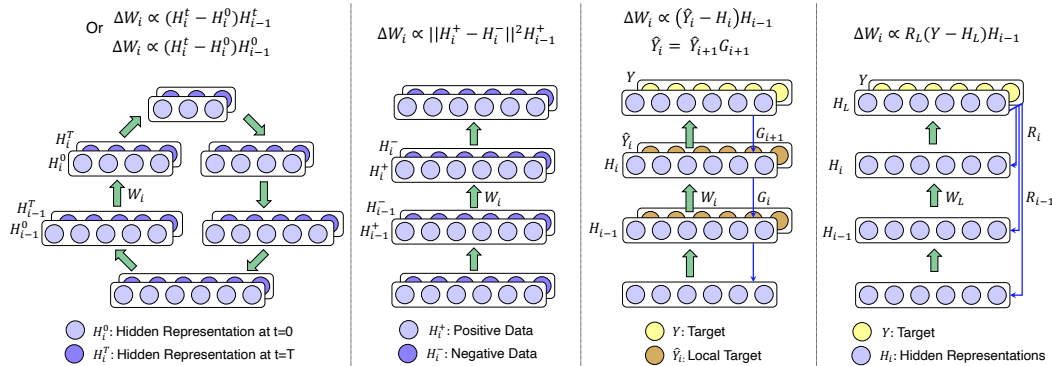 ΔW_i ∝ (H_i^t − H_i^0)H_{i−1}^t
Or
ΔW_i ∝ (H_i^t − H_i^0)H_{i−1}^0
H_i^T
H_i^0
W_i
H_{i−1}^T
H_{i−1}^0
H_i^0: Hidden Representation at t=0
H_i^T: Hidden Representation at t=T
ΔW_i ∝ ||H_i^+ − H_i^−||^2 H_{i−1}^+
H_i^−
H_i^+
W_i
H_{i−1}^−
H_{i−1}^+
H_i^+: Positive Data
H_i^−: Negative Data
ΔW_i ∝ (Ŷ_i − H_i)H_{i−1}
Ŷ_i = Ŷ_{i+1}G_{i+1}
Y
G_{i+1}
Ŷ_i
H_i
W_i
G_i
H_{i−1}
Y: Target
Ŷ_i: Local Target
ΔW_i ∝ R_L(Y − H_L)H_{i−1}
Y
H_L
R_i
H_i
W_L
R_{i−1}
H_{i−1}
Y: Target
H_i: Hidden Representations